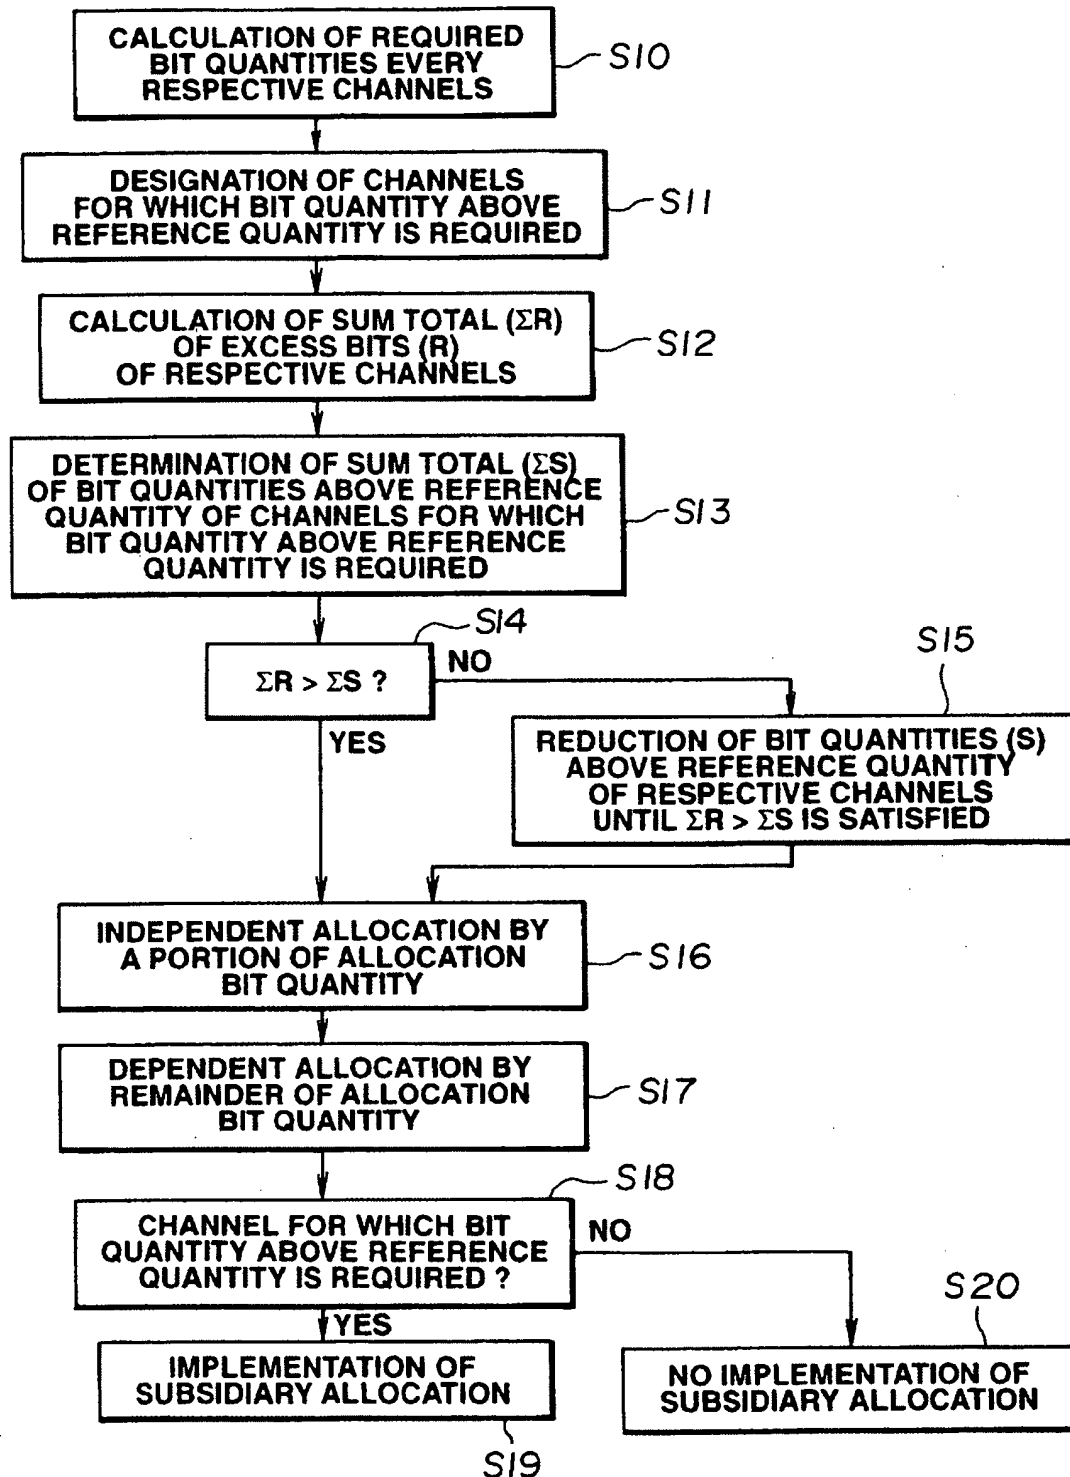 CALCULATION OF REQUIRED
BIT QUANTITIES EVERY
RESPECTIVE CHANNELS
S10
DESIGNATION OF CHANNELS
FOR WHICH BIT QUANTITY ABOVE
REFERENCE QUANTITY IS REQUIRED
S11
CALCULATION OF SUM TOTAL (ΣR)
OF EXCESS BITS (R)
OF RESPECTIVE CHANNELS
S12
DETERMINATION OF SUM TOTAL (ΣS)
OF BIT QUANTITIES ABOVE REFERENCE
QUANTITY OF CHANNELS FOR WHICH
BIT QUANTITY ABOVE REFERENCE
QUANTITY IS REQUIRED
S13
S14
ΣR > ΣS ?
NO
YES
S15
REDUCTION OF BIT QUANTITIES (S)
ABOVE REFERENCE QUANTITY
OF RESPECTIVE CHANNELS
UNTIL ΣR > ΣS IS SATISFIED
INDEPENDENT ALLOCATION BY
A PORTION OF ALLOCATION
BIT QUANTITY
S16
DEPENDENT ALLOCATION BY
REMAINDER OF ALLOCATION
BIT QUANTITY
S17
S18
CHANNEL FOR WHICH BIT
QUANTITY ABOVE REFERENCE
QUANTITY IS REQUIRED ?
NO
YES
IMPLEMENTATION OF
SUBSIDIARY ALLOCATION
S19
S20
NO IMPLEMENTATION OF
SUBSIDIARY ALLOCATION